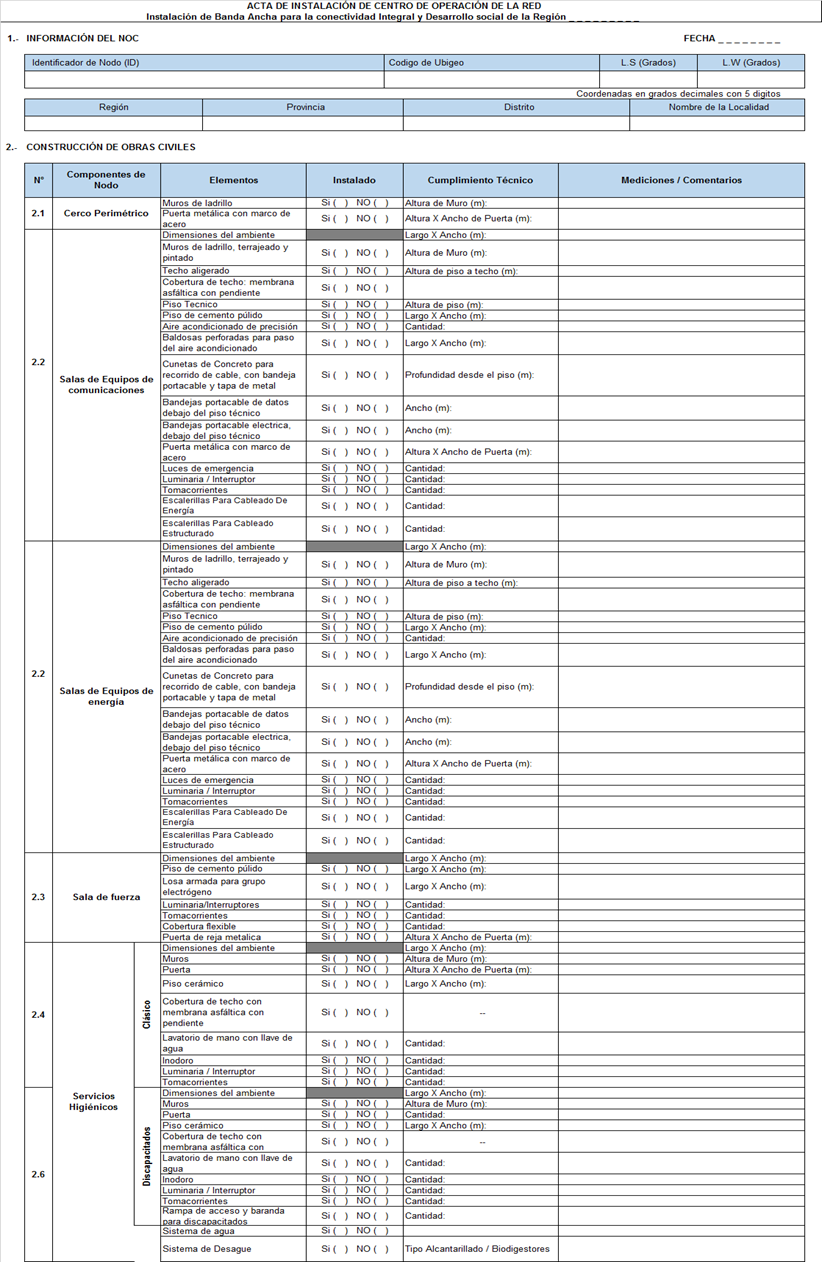 ACTA DE INSTALACIÓN DE CENTRO DE OPERACIÓN DE LA RED
Instalación de Banda Ancha para la conectividad Integral y Desarrollo social de la Región _ _ _ _ _ _ _ _ _
1.- INFORMACIÓN DEL NOC FECHA _ _ _ _ _ _ _ _
Identificador de Nodo (ID) Codigo de Ubigeo L.S (Grados) L.W (Grados)
Coordenadas en grados decimales con 5 digitos
Región Provincia Distrito Nombre de la Localidad
2.- CONSTRUCCIÓN DE OBRAS CIVILES
N° Componentes de Nodo Elementos Instalado Cumplimiento Técnico Mediciones / Comentarios
2.1 Cerco Perimétrico
Muros de ladrillo Si ( ) NO ( ) Altura de Muro (m):
Puerta metálica con marco de
acero Si ( ) NO ( ) Altura X Ancho de Puerta (m):
2.2 Salas de Equipos de
comunicaciones
Dimensiones del ambiente Largo X Ancho (m):
Muros de ladrillo, terrajeado y
pintado Si ( ) NO ( ) Altura de Muro (m):
Techo aligerado Si ( ) NO ( ) Altura de piso a techo (m):
Cobertura de techo: membrana
asfáltica con pendiente Si ( ) NO ( )
Piso Tecnico Si ( ) NO ( ) Altura de piso (m):
Piso de cemento púlido Si ( ) NO ( ) Largo X Ancho (m):
Aire acondicionado de precisión Si ( ) NO ( ) Cantidad:
Baldosas perforadas para paso
del aire acondicionado Si ( ) NO ( ) Largo X Ancho (m):
Cunetas de Concreto para
recorrido de cable, con bandeja
portacable y tapa de metal Si ( ) NO ( ) Profundidad desde el piso (m):
Bandejas portacable de datos
debajo del piso técnico Si ( ) NO ( ) Ancho (m):
Bandejas portacable electrica,
debajo del piso técnico Si ( ) NO ( ) Ancho (m):
Puerta metálica con marco de
acero Si ( ) NO ( ) Altura X Ancho de Puerta (m):
Luces de emergencia Si ( ) NO ( ) Cantidad:
Luminaria / Interruptor Si ( ) NO ( ) Cantidad:
Tomacorrientes Si ( ) NO ( ) Cantidad:
Escalerillas Para Cableado De
Energía Si ( ) NO ( ) Cantidad:
Escalerillas Para Cableado
Estructurado Si ( ) NO ( ) Cantidad:
2.2 Salas de Equipos de
energía
Dimensiones del ambiente Largo X Ancho (m):
Muros de ladrillo, terrajeado y
pintado Si ( ) NO ( ) Altura de Muro (m):
Techo aligerado Si ( ) NO ( ) Altura de piso a techo (m):
Cobertura de techo: membrana
asfáltica con pendiente Si ( ) NO ( )
Piso Tecnico Si ( ) NO ( ) Altura de piso (m):
Piso de cemento púlido Si ( ) NO ( ) Largo X Ancho (m):
Aire acondicionado de precisión Si ( ) NO ( ) Cantidad:
Baldosas perforadas para paso
del aire acondicionado Si ( ) NO ( ) Largo X Ancho (m):
Cunetas de Concreto para
recorrido de cable, con bandeja
portacable y tapa de metal Si ( ) NO ( ) Profundidad desde el piso (m):
Bandejas portacable de datos
debajo del piso técnico Si ( ) NO ( ) Ancho (m):
Bandejas portacable electrica,
debajo del piso técnico Si ( ) NO ( ) Ancho (m):
Puerta metálica con marco de
acero Si ( ) NO ( ) Altura X Ancho de Puerta (m):
Luces de emergencia Si ( ) NO ( ) Cantidad:
Luminaria / Interruptor Si ( ) NO ( ) Cantidad:
Tomacorrientes Si ( ) NO ( ) Cantidad:
Escalerillas Para Cableado De
Energía Si ( ) NO ( ) Cantidad:
Escalerillas Para Cableado
Estructurado Si ( ) NO ( ) Cantidad:
2.3 Sala de fuerza
Dimensiones del ambiente Largo X Ancho (m):
Piso de cemento púlido Si ( ) NO ( ) Largo X Ancho (m):
Losa armada para grupo
electrógeno Si ( ) NO ( ) Largo X Ancho (m):
Luminaria/Interruptores Si ( ) NO ( ) Cantidad:
Tomacorrientes Si ( ) NO ( ) Cantidad:
Cobertura flexible Si ( ) NO ( ) Cantidad:
Puerta de reja metalica Si ( ) NO ( ) Altura X Ancho de Puerta (m):
2.4 Servicios
Higiénicos
Clásico
Dimensiones del ambiente Largo X Ancho (m):
Muros Si ( ) NO ( ) Altura de Muro (m):
Puerta Si ( ) NO ( ) Altura X Ancho de Puerta (m):
Piso cerámico Si ( ) NO ( ) Largo X Ancho (m):
Cobertura de techo con
membrana asfáltica con
pendiente Si ( ) NO ( ) --
Lavatorio de mano con llave de
agua Si ( ) NO ( ) Cantidad:
Inodoro Si ( ) NO ( ) Cantidad:
Luminaria / Interruptor Si ( ) NO ( ) Cantidad:
Tomacorrientes Si ( ) NO ( ) Cantidad:
2.6 Discapacitados
Dimensiones del ambiente Largo X Ancho (m):
Muros Si ( ) NO ( ) Altura de Muro (m):
Puerta Si ( ) NO ( ) Cantidad:
Piso cerámico Si ( ) NO ( ) Largo X Ancho (m):
Cobertura de techo con
membrana asfáltica con Si ( ) NO ( ) --
Lavatorio de mano con llave de
agua Si ( ) NO ( ) Cantidad:
Inodoro Si ( ) NO ( ) Cantidad:
Luminaria / Interruptor Si ( ) NO ( ) Cantidad:
Tomacorrientes Si ( ) NO ( ) Cantidad:
Rampa de acceso y baranda
para discapacitados Si ( ) NO ( ) Cantidad:
Sistema de agua Si ( ) NO ( )
Sistema de Desague Si ( ) NO ( ) Tipo Alcantarillado / Biodigestores